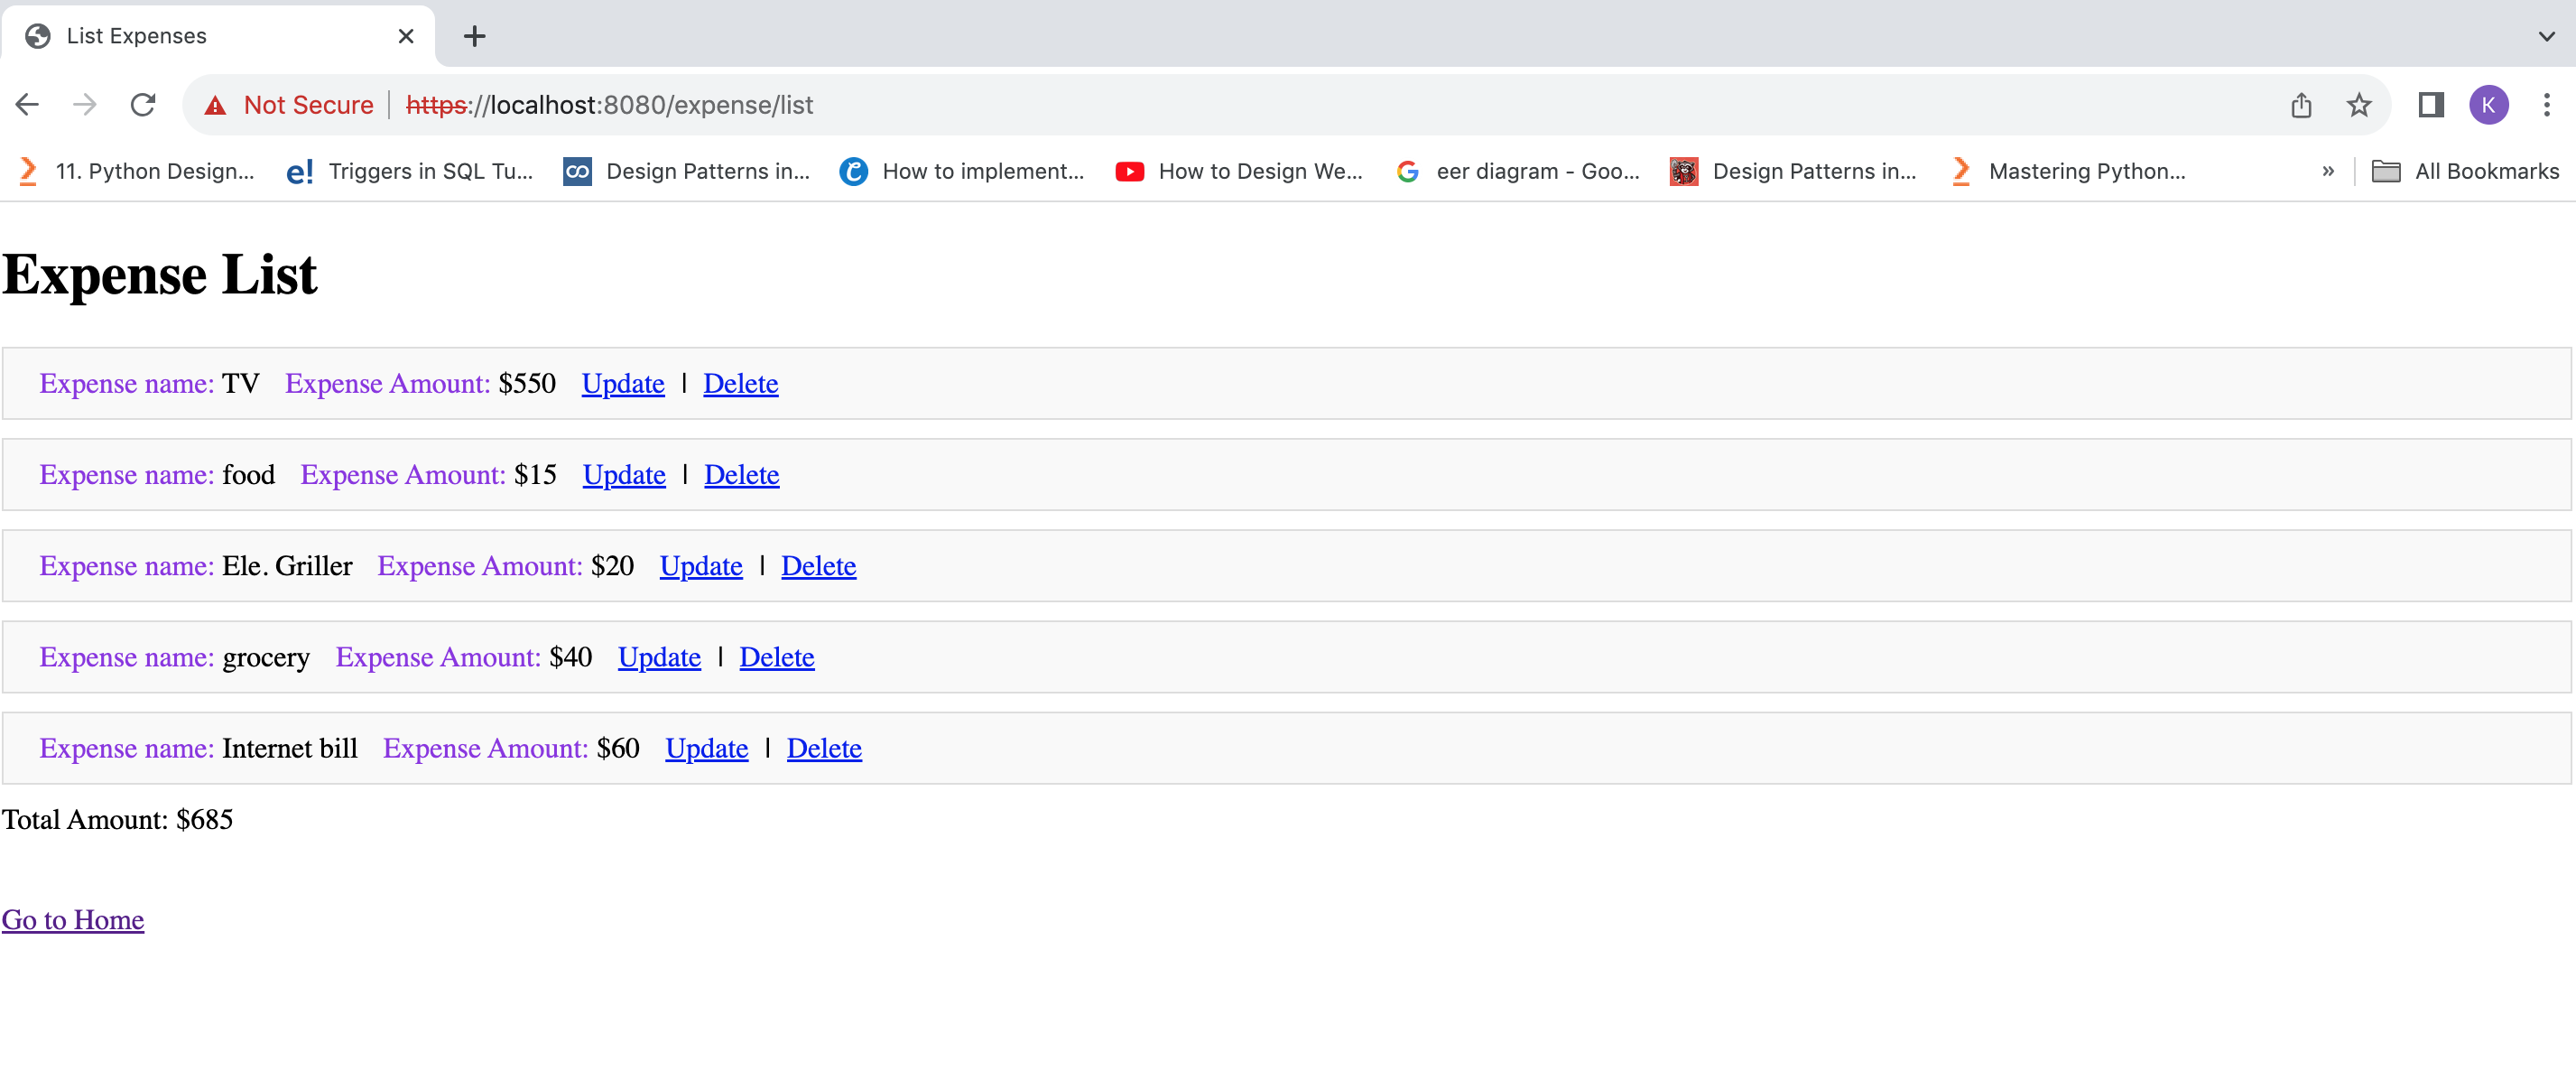 List Expenses
Not Secure https://localhost:8080/expense/list K
11. Python Design... e! Triggers in SQL Tu... Design Patterns in... How to implement... How to Design We... G eer diagram - Goo... Design Patterns in... Mastering Python... » All Bookmarks
Expense List
Expense name: TV Expense Amount: $550 Update | Delete
Expense name: food Expense Amount: $15 Update | Delete
Expense name: Ele. Griller Expense Amount: $20 Update | Delete
Expense name: grocery Expense Amount: $40 Update | Delete
Expense name: Internet bill Expense Amount: $60 Update | Delete
Total Amount: $685
Go to Home